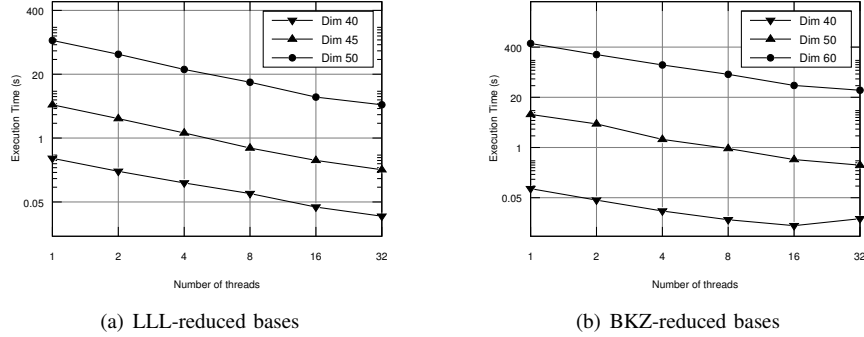 400
20
1
0.05
Execution Time (s)
Dim 40
Dim 45
Dim 50
1 2 4 8 16 32
Number of threads
(a) LLL-reduced bases
400
20
1
0.05
Execution Time (s)
Dim 40
Dim 50
Dim 60
1 2 4 8 16 32
Number of threads
(b) BKZ-reduced bases